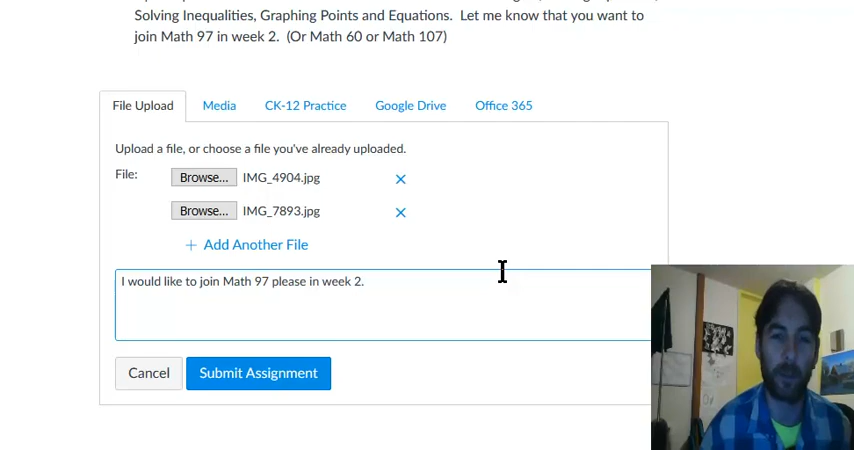 Solving Inequalities, Graphing Points and Equations.  Let me know that you want to
join Math 97 in week 2.  (Or Math 60 or Math 107)
File Upload
Media
CK-12 Practice
Google Drive
Office 365
Upload a file, or choose a file you've already uploaded.
File:
Browse... IMG_4904.jpg
Browse... IMG_7893.jpg
+ Add Another File
I would like to join Math 97 please in week 2.
Cancel
Submit Assignment